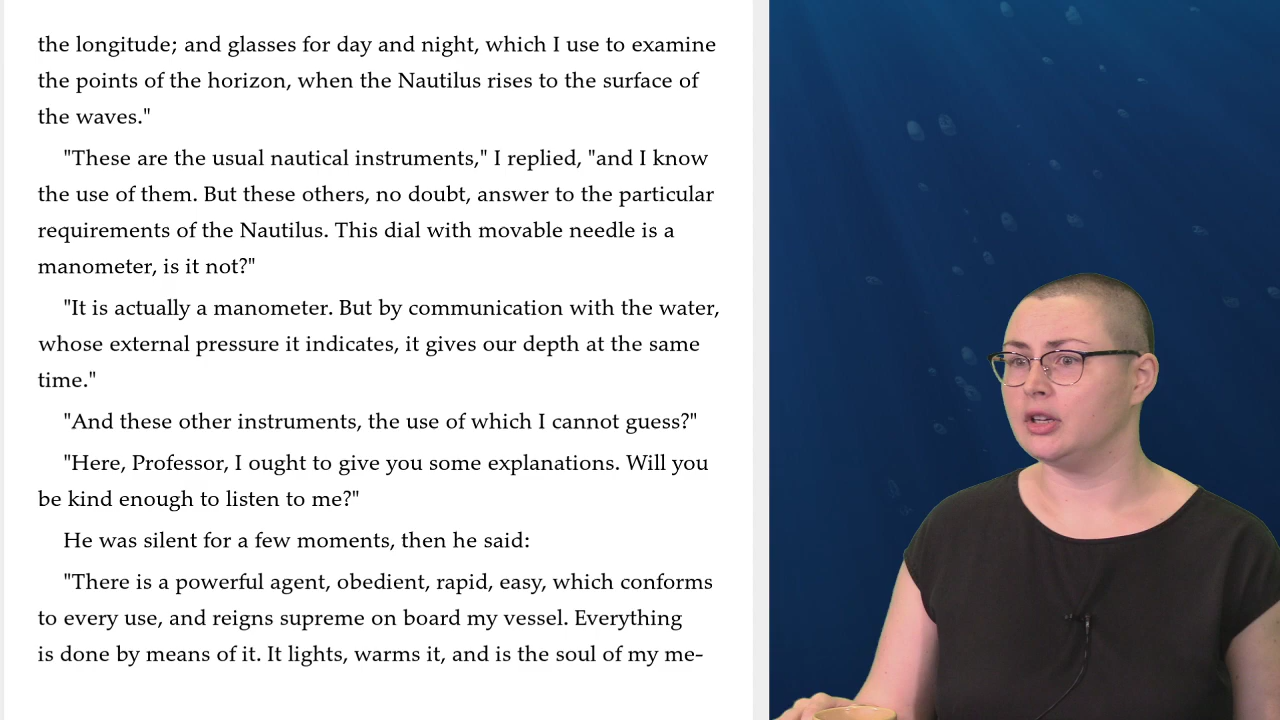 the longitude; and glasses for day and night, which I use to examine
the points of the horizon, when the Nautilus rises to the surface of
the waves."
"These are the usual nautical instruments," I replied, "and I know
the use of them. But these others, no doubt, answer to the particular
requirements of the Nautilus. This dial with movable needle is a
manometer, is it not?"
"It is actually a manometer. But by communication with the water,
whose external pressure it indicates, it gives our depth at the same
time."
"And these other instruments, the use of which I cannot guess?"
"Here, Professor, I ought to give you some explanations. Will you
be kind enough to listen to me?"
He was silent for a few moments, then he said:
"There is a powerful agent, obedient, rapid, easy, which conforms
to every use, and reigns supreme on board my vessel. Everything
is done by means of it. It lights, warms it, and is the soul of my me-